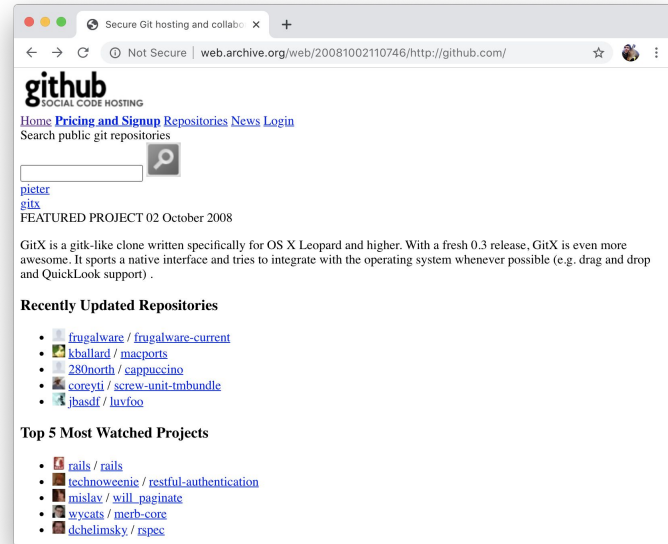 Secure Git hosting and collabo
Not Secure | web.archive.org/web/20081002110746/http://github.com/
github
SOCIAL CODE HOSTING
Home Pricing and Signup Repositories News Login
Search public git repositories
pieter
gitx
FEATURED PROJECT 02 October 2008
GitX is a gitk-like clone written specifically for OS X Leopard and higher. With a fresh 0.3 release, GitX is even more
awesome. It sports a native interface and tries to integrate with the operating system whenever possible (e.g. drag and drop
and QuickLook support) .
Recently Updated Repositories
frugalware / frugalware-current
kballard / macports
280north / cappuccino
coreyti / screw-unit-tmbundle
jbasdf / luvfoo
Top 5 Most Watched Projects
rails / rails
technoweenie / restful-authentication
mislav / will_paginate
wycats / merb-core
dchelimsky / rspec